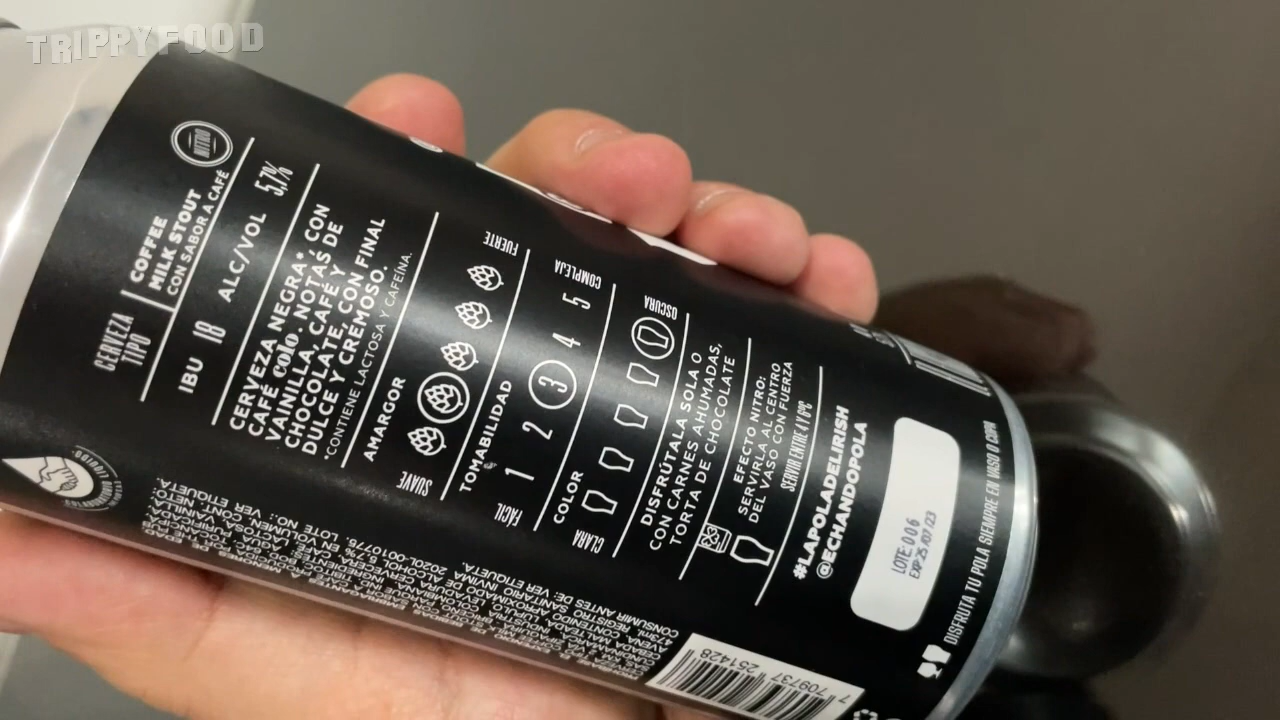 TRIPPYFOOD
CERVEZA
TIPO
COFFEE
MILK STOUT
CON SABOR A CAFÉ
NITRO
IBU 18 ALC/VOL 5,7%
CERVEZA NEGRA*, CON
CAFÉ colo. NOTAS DE
VAINILLA, CAFÉ Y
CHOCOLATE, CON FINAL
DULCE Y CREMOSO.
*CONTIENE LACTOSA Y CAFEÍNA.
AMARGOR
SUAVE FUERTE
TOMABILIDAD
1 2 3 4 5
FÁCIL COMPLEJA
COLOR
CLARA OSCURA
DISFRÚTALA SOLA O
CON CARNES AHUMADAS,
TORTA DE CHOCOLATE
EFECTO NITRO:
SERVIRLA AL CENTRO
DEL VASO CON FUERZA
SERVIR ENTRE 4 Y 6°C
#LAPOLADELIRISH
@ECHANDOPOLA
LOTE:006
EXP 25/07/23
DISFRUTA TU POLA SIEMPRE EN VASO O COPA
CONSUMIR ANTES DE: VER ETIQUETA.
7 709737 251428